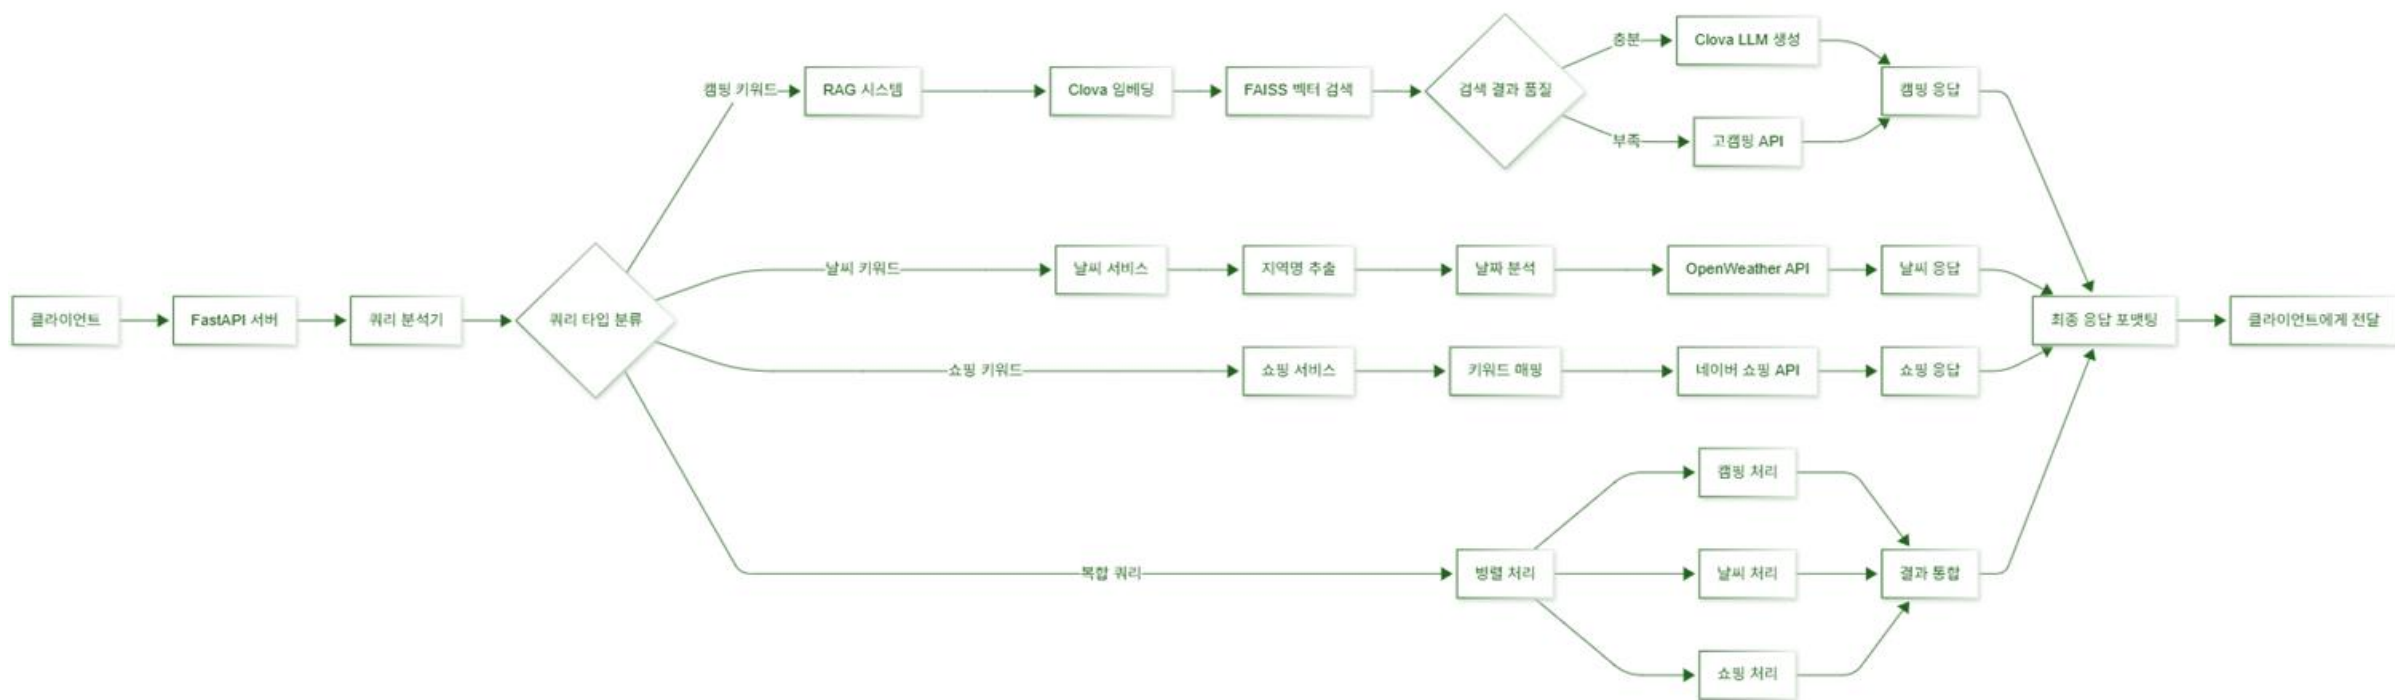 클라이언트
FastAPI 서버
쿼리 분석기
쿼리 타입 분류
캠핑 키워드
RAG 시스템
Clova 임베딩
FAISS 벡터 검색
검색 결과 품질
충분
Clova LLM 생성
부족
고캠핑 API
캠핑 응답
날씨 키워드
날씨 서비스
지역명 추출
날짜 분석
OpenWeather API
날씨 응답
쇼핑 키워드
쇼핑 서비스
키워드 매핑
네이버 쇼핑 API
쇼핑 응답
복합 쿼리
병렬 처리
캠핑 처리
날씨 처리
쇼핑 처리
결과 통합
최종 응답 포맷팅
클라이언트에게 전달